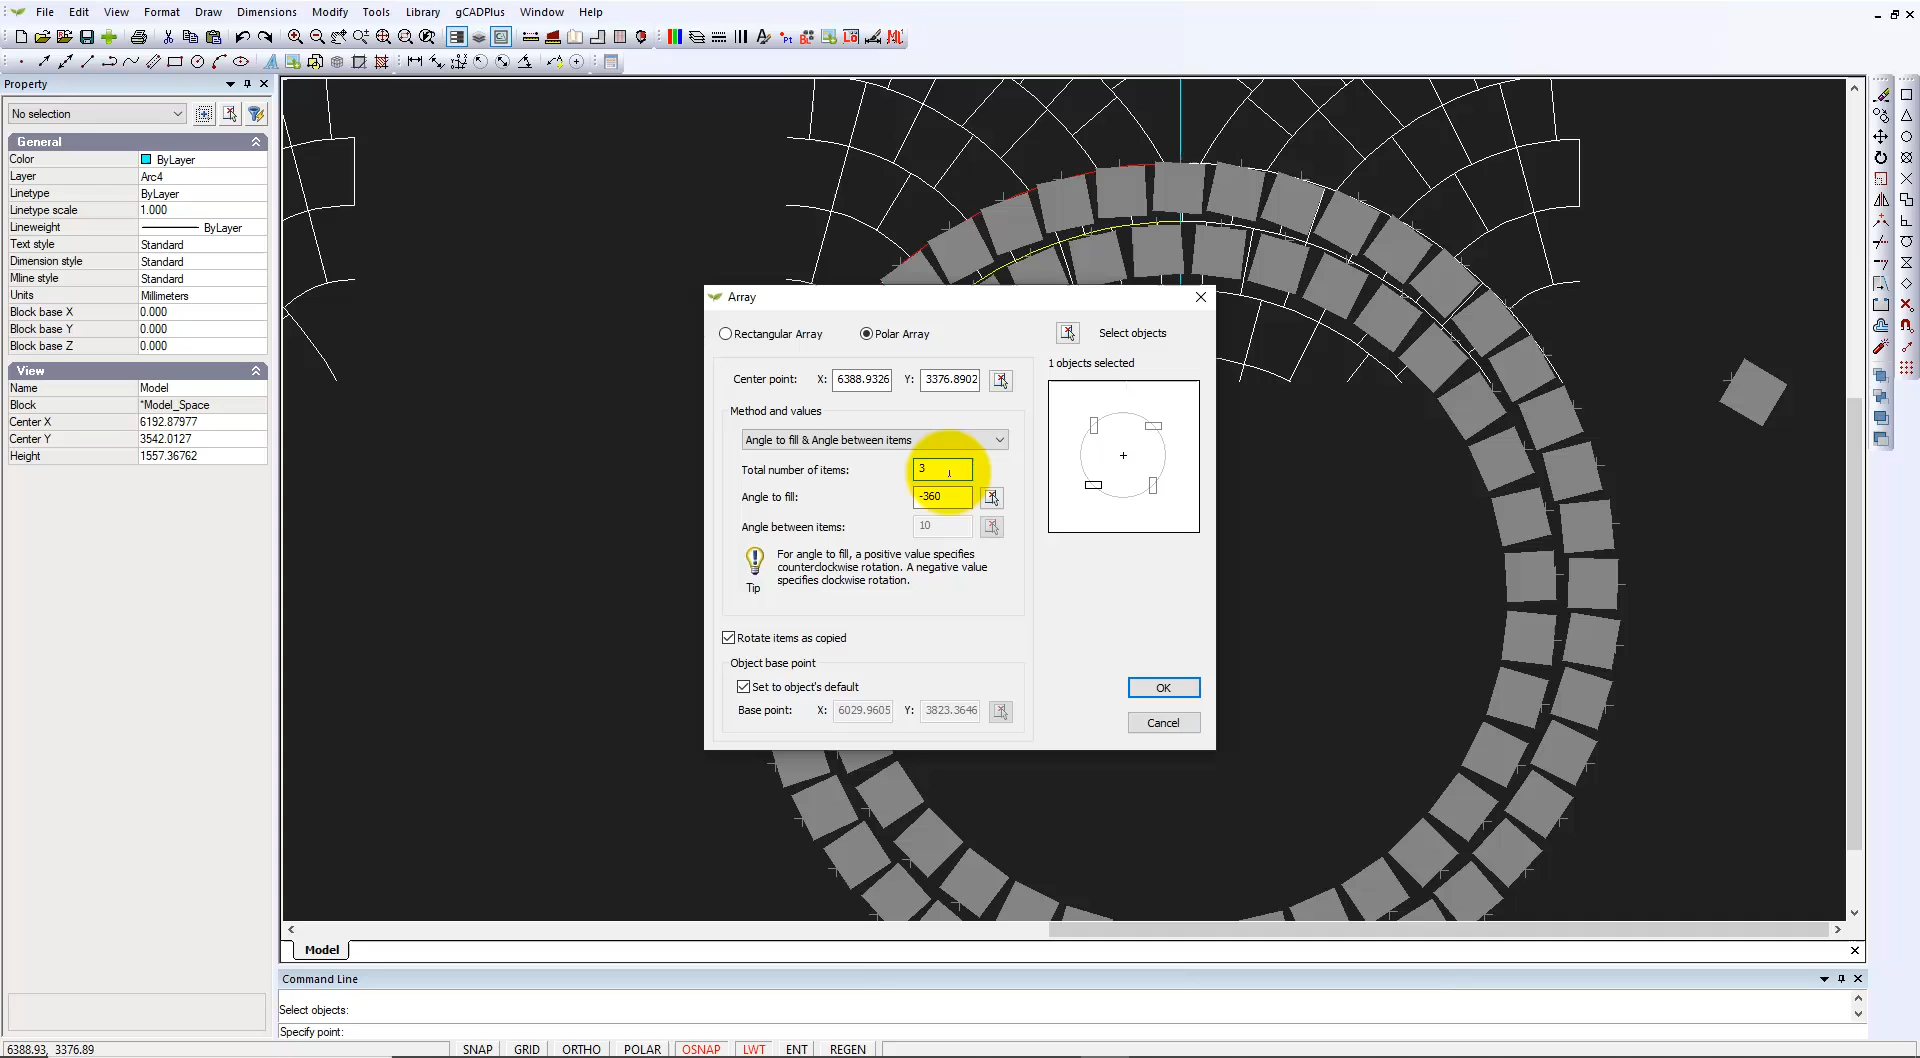 File Edit View Format Draw Dimensions Modify Tools Library gCADPlus Window Help
Property
No selection
General
Color ByLayer
Layer Arc4
Linetype ByLayer
Linetype scale 1.000
Lineweight ByLayer
Text style Standard
Dimension style Standard
Mline style Standard
Units Millimeters
Block base X 0.000
Block base Y 0.000
Block base Z 0.000
View
Name Model
Block *Model_Space
Center X 6192.87977
Center Y 3542.0127
Height 1557.36762
Array
Rectangular Array Polar Array Select objects
1 objects selected
Center point: X: 6388.9326 Y: 3376.8902
Method and values
Angle to fill & Angle between items
Total number of items: 3
Angle to fill: -360
Angle between items: 10
For angle to fill, a positive value specifies
counterclockwise rotation. A negative value
specifies clockwise rotation.
Tip
Rotate items as copied
Object base point
Set to object's default
Base point: X: 6029.9605 Y: 3823.3646
OK
Cancel
Model
Command Line
Select objects:
Specify point:
6388.93, 3376.89 SNAP GRID ORTHO POLAR OSNAP LWT ENT REGEN